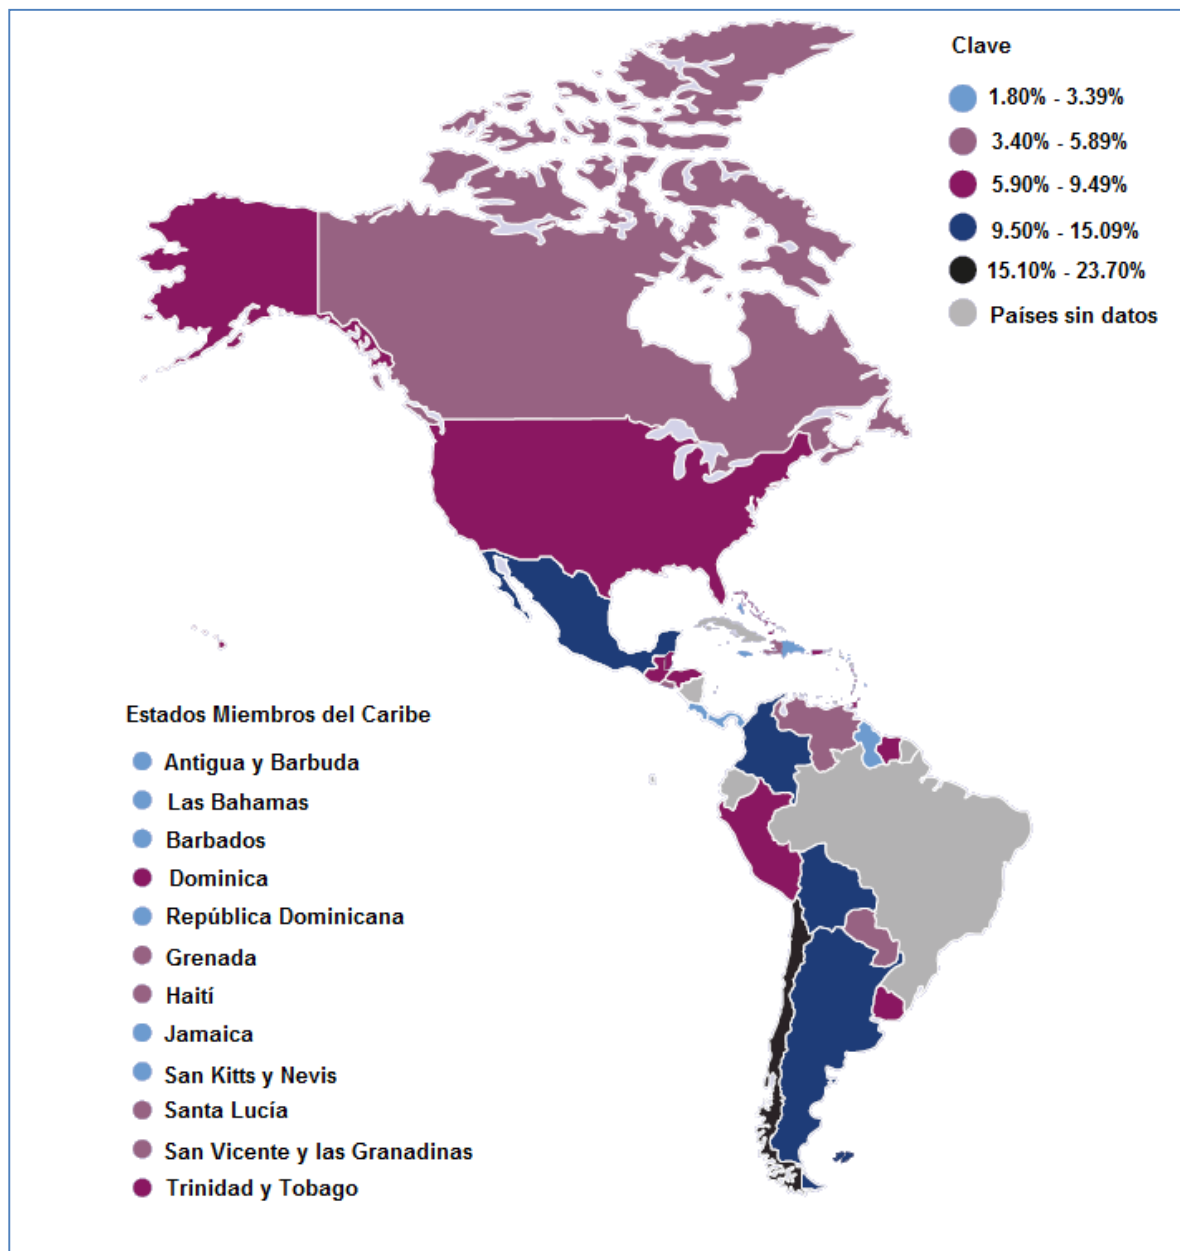 Clave
1.80% - 3.39%
3.40% - 5.89%
5.90% - 9.49%
9.50% - 15.09%
15.10% - 23.70%
Países sin datos
Estados Miembros del Caribe
Antigua y Barbuda
Las Bahamas
Barbados
Dominica
República Dominicana
Grenada
Haití
Jamaica
San Kitts y Nevis
Santa Lucía
San Vicente y las Granadinas
Trinidad y Tobago